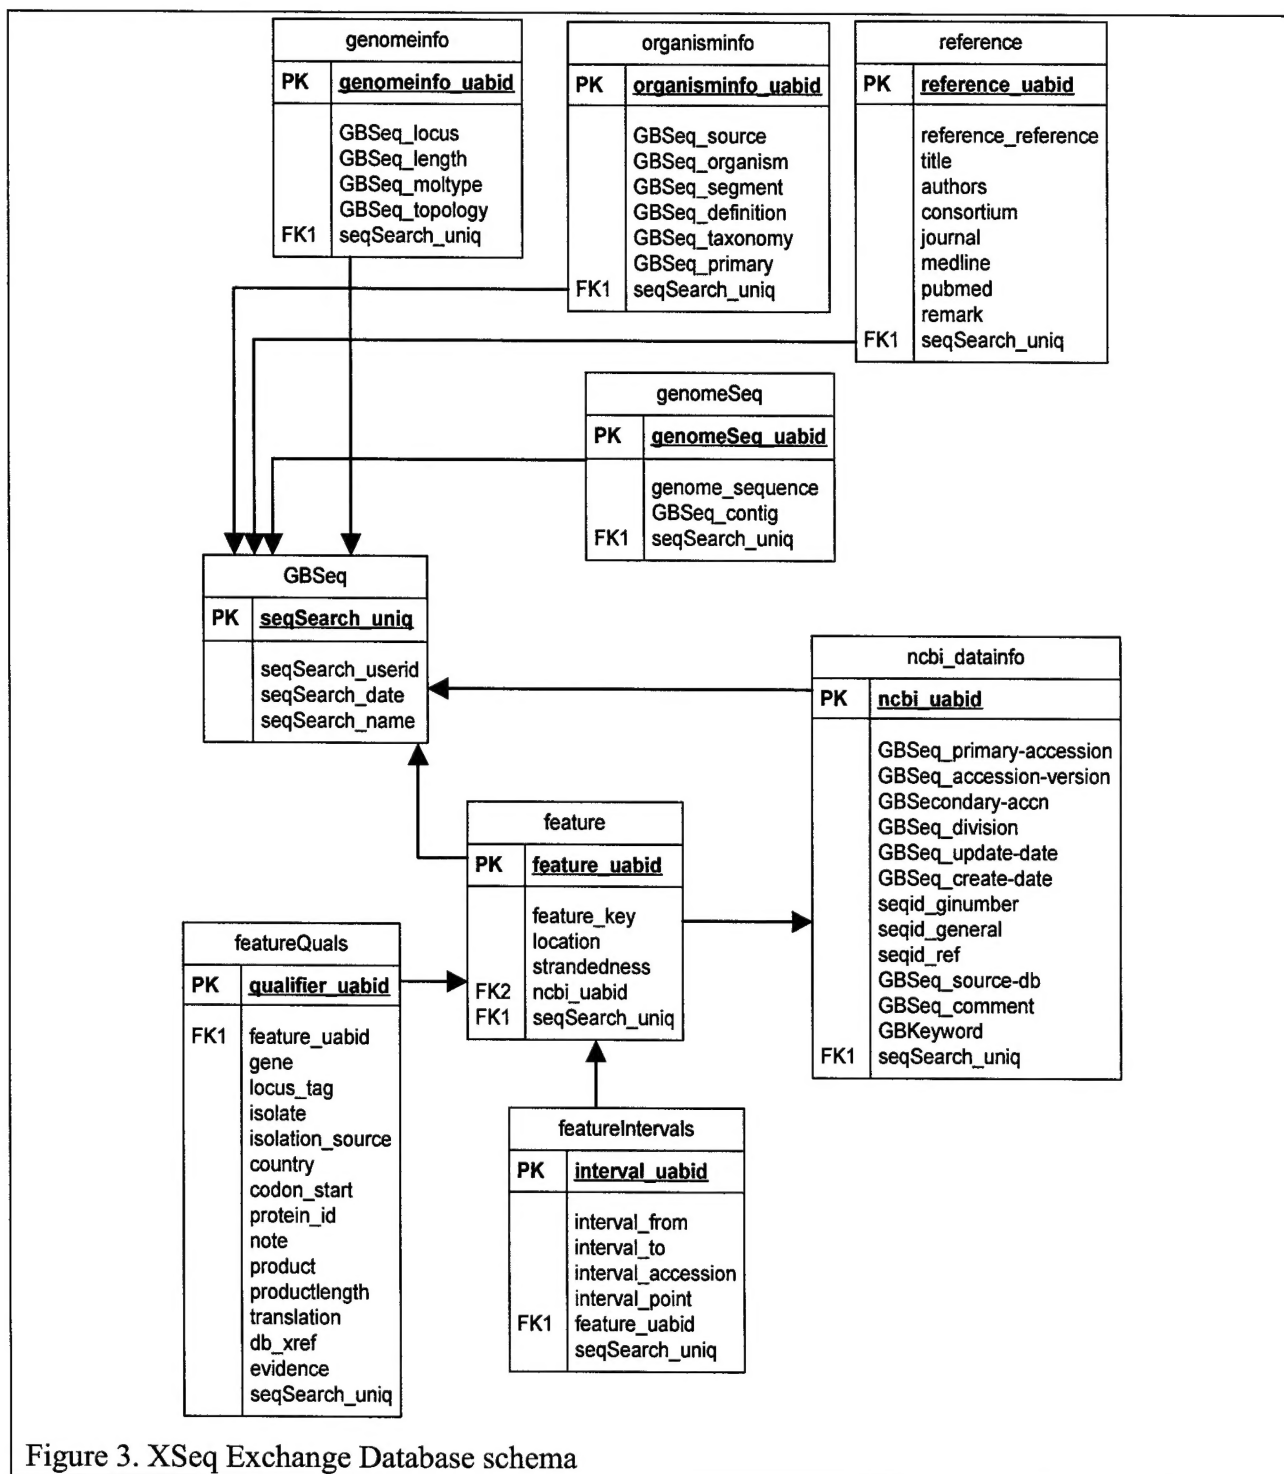 genomeinfo
PK genomeinfo_uabid
GBSeq_locus
GBSeq_length
GBSeq_moltype
GBSeq_topology
FK1 seqSearch_uniq
organisminfo
PK organisminfo_uabid
GBSeq_source
GBSeq_organism
GBSeq_segment
GBSeq_definition
GBSeq_taxonomy
GBSeq_primary
FK1 seqSearch_uniq
reference
PK reference_uabid
reference_reference
title
authors
consortium
journal
medline
pubmed
remark
FK1 seqSearch_uniq
genomeSeq
PK genomeSeq_uabid
genome_sequence
GBSeq_contig
FK1 seqSearch_uniq
GBSeq
PK seqSearch_uniq
seqSearch_userid
seqSearch_date
seqSearch_name
ncbi_datainfo
PK ncbi_uabid
GBSeq_primary-accession
GBSeq_accession-version
GBSecondary-accn
GBSeq_division
GBSeq_update-date
GBSeq_create-date
seqid_ginumber
seqid_general
seqid_ref
GBSeq_source-db
GBSeq_comment
GBKeyword
FK1 seqSearch_uniq
feature
PK feature_uabid
feature_key
location
strandedness
FK2 ncbi_uabid
FK1 seqSearch_uniq
featureQuals
PK qualifier_uabid
FK1 feature_uabid
gene
locus_tag
isolate
isolation_source
country
codon_start
protein_id
note
product
productlength
translation
db_xref
evidence
seqSearch_uniq
featureIntervals
PK interval_uabid
interval_from
interval_to
interval_accession
interval_point
FK1 feature_uabid
seqSearch_uniq
Figure 3. XSeq Exchange Database schema